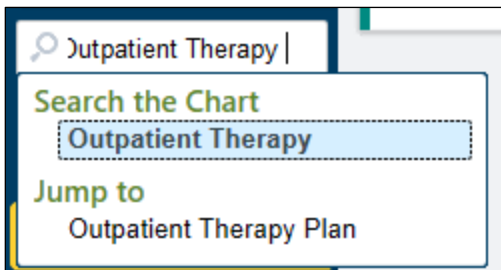 Outpatient Therapy
Search the Chart
Outpatient Therapy
Jump to
Outpatient Therapy Plan